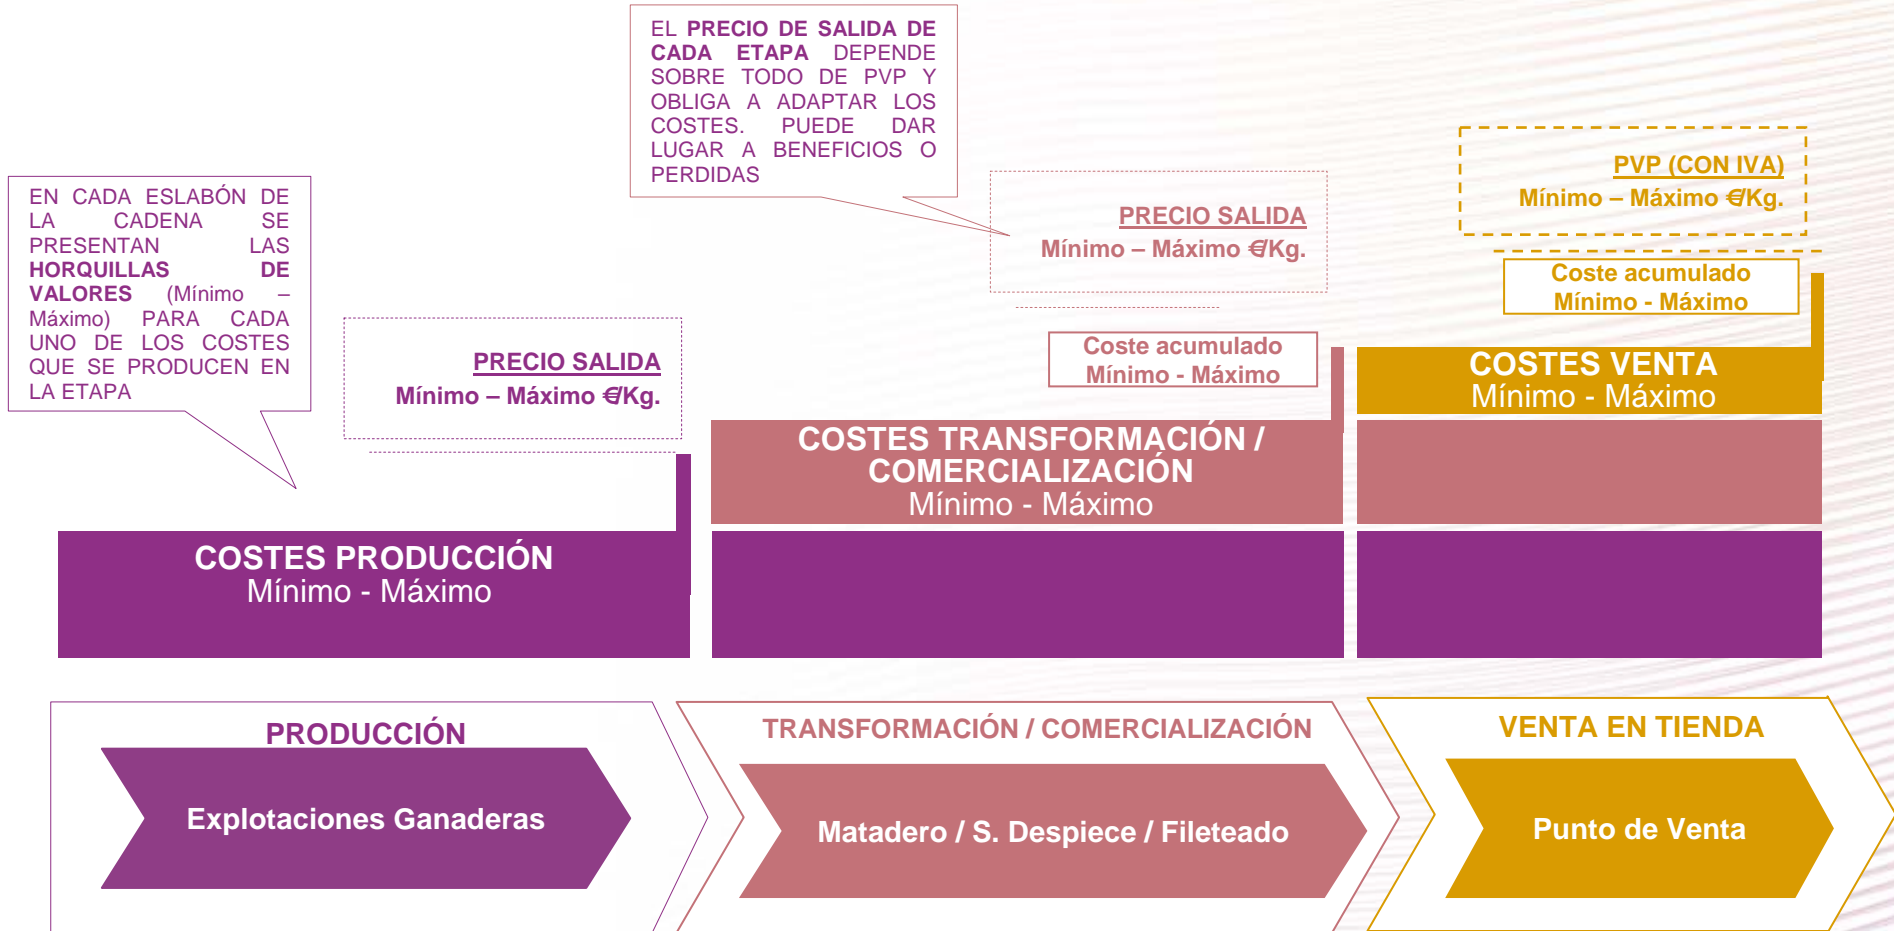 EL PRECIO DE SALIDA DE
CADA ETAPA DEPENDE
SOBRE TODO DE PVP Y
OBLIGA A ADAPTAR LOS
COSTES. PUEDE DAR
LUGAR A BENEFICIOS O
PERDIDAS
EN CADA ESLABÓN DE
LA CADENA SE
PRESENTAN LAS
HORQUILLAS DE
VALORES (Mínimo –
Máximo) PARA CADA
UNO DE LOS COSTES
QUE SE PRODUCEN EN
LA ETAPA
PRECIO SALIDA
Mínimo – Máximo €/Kg.
PRECIO SALIDA
Mínimo – Máximo €/Kg.
PVP (CON IVA)
Mínimo – Máximo €/Kg.
Coste acumulado
Mínimo - Máximo
Coste acumulado
Mínimo - Máximo
COSTES PRODUCCIÓN
Mínimo - Máximo
COSTES TRANSFORMACIÓN /
COMERCIALIZACIÓN
Mínimo - Máximo
COSTES VENTA
Mínimo - Máximo
PRODUCCIÓN
Explotaciones Ganaderas
TRANSFORMACIÓN / COMERCIALIZACIÓN
Matadero / S. Despiece / Fileteado
VENTA EN TIENDA
Punto de Venta